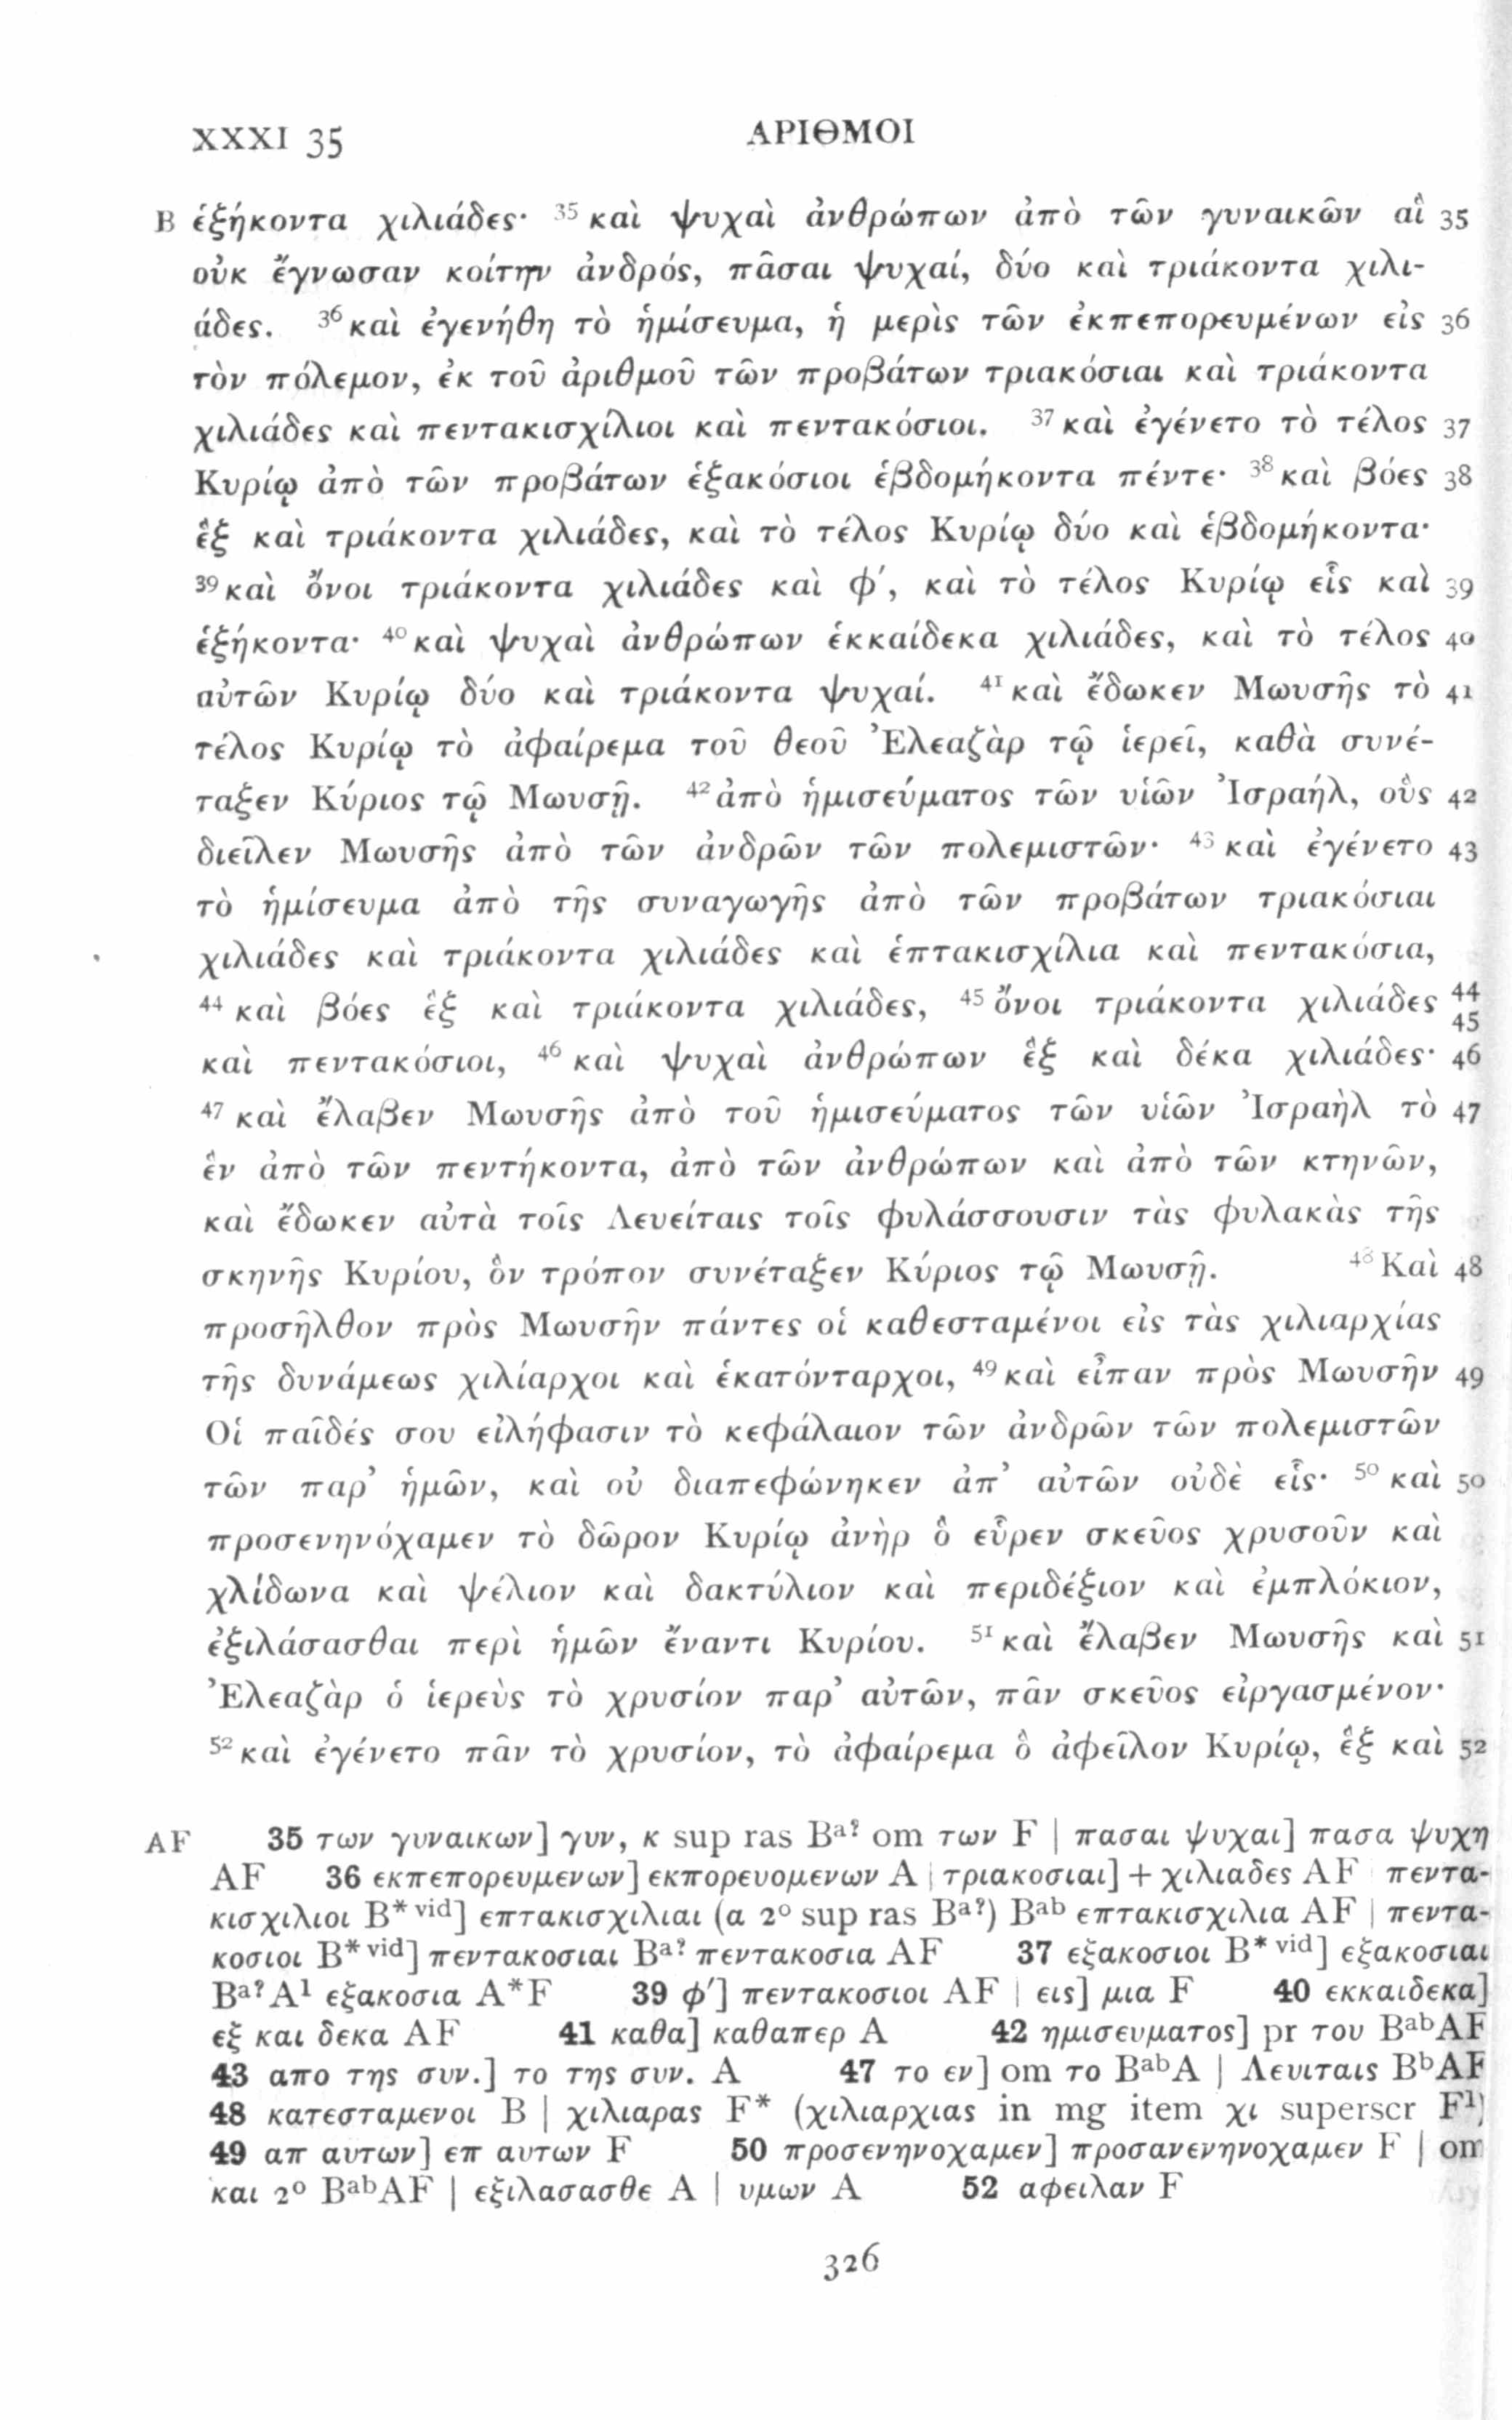 XXXI 35 ΑΡΙΘΜΟΙ
B ἑξήκοντα χιλιάδες· ³⁵καὶ ψυχαὶ ἀνθρώπων ἀπὸ τῶν γυναικῶν αἳ 35
οὐκ ἔγνωσαν κοίτην ἀνδρός, πᾶσαι ψυχαί, δύο καὶ τριάκοντα χιλι-
άδες. ³⁶καὶ ἐγενήθη τὸ ἡμίσευμα, ἡ μερὶς τῶν ἐκπεπορευμένων εἰς 36
τὸν πόλεμον, ἐκ τοῦ ἀριθμοῦ τῶν προβάτων τριακόσιαι καὶ τριάκοντα
χιλιάδες καὶ πεντακισχίλιοι καὶ πεντακόσιοι. ³⁷καὶ ἐγένετο τὸ τέλος 37
Κυρίῳ ἀπὸ τῶν προβάτων ἑξακόσιοι ἑβδομήκοντα πέντε· ³⁸καὶ βόες 38
ἓξ καὶ τριάκοντα χιλιάδες, καὶ τὸ τέλος Κυρίῳ δύο καὶ ἑβδομήκοντα·
³⁹καὶ ὄνοι τριάκοντα χιλιάδες καὶ φ′, καὶ τὸ τέλος Κυρίῳ εἷς καὶ 39
ἑξήκοντα· ⁴⁰καὶ ψυχαὶ ἀνθρώπων ἑκκαίδεκα χιλιάδες, καὶ τὸ τέλος 40
αὐτῶν Κυρίῳ δύο καὶ τριάκοντα ψυχαί. ⁴¹καὶ ἔδωκεν Μωυσῆς τὸ 41
τέλος Κυρίῳ τὸ ἀφαίρεμα τοῦ θεοῦ Ἐλεαζὰρ τῷ ἱερεῖ, καθὰ συνέ-
ταξεν Κύριος τῷ Μωυσῇ. ⁴²ἀπὸ ἡμισεύματος τῶν υἱῶν Ἰσραήλ, οὓς 42
διεῖλεν Μωυσῆς ἀπὸ τῶν ἀνδρῶν τῶν πολεμιστῶν· ⁴³καὶ ἐγένετο 43
τὸ ἡμίσευμα ἀπὸ τῆς συναγωγῆς ἀπὸ τῶν προβάτων τριακόσιαι
χιλιάδες καὶ τριάκοντα χιλιάδες καὶ ἑπτακισχίλια καὶ πεντακόσια,
⁴⁴καὶ βόες ἓξ καὶ τριάκοντα χιλιάδες, ⁴⁵ὄνοι τριάκοντα χιλιάδες 44 45
καὶ πεντακόσιοι, ⁴⁶καὶ ψυχαὶ ἀνθρώπων ἓξ καὶ δέκα χιλιάδες· 46
⁴⁷καὶ ἔλαβεν Μωυσῆς ἀπὸ τοῦ ἡμισεύματος τῶν υἱῶν Ἰσραὴλ τὸ 47
ἓν ἀπὸ τῶν πεντήκοντα, ἀπὸ τῶν ἀνθρώπων καὶ ἀπὸ τῶν κτηνῶν,
καὶ ἔδωκεν αὐτὰ τοῖς Λευείταις τοῖς φυλάσσουσιν τὰς φυλακὰς τῆς
σκηνῆς Κυρίου, ὃν τρόπον συνέταξεν Κύριος τῷ Μωυσῇ. ⁴⁸Καὶ 48
προσῆλθον πρὸς Μωυσῆν πάντες οἱ καθεσταμένοι εἰς τὰς χιλιαρχίας
τῆς δυνάμεως χιλίαρχοι καὶ ἑκατόνταρχοι, ⁴⁹καὶ εἶπαν πρὸς Μωυσῆν 49
Οἱ παῖδές σου εἰλήφασιν τὸ κεφάλαιον τῶν ἀνδρῶν τῶν πολεμιστῶν
τῶν παρ᾽ ἡμῶν, καὶ οὐ διαπεφώνηκεν ἀπ᾽ αὐτῶν οὐδὲ εἷς· ⁵⁰καὶ 50
προσενηνόχαμεν τὸ δῶρον Κυρίῳ ἀνὴρ ὃ εὗρεν σκεῦος χρυσοῦν καὶ
χλίδωνα καὶ ψέλιον καὶ δακτύλιον καὶ περιδέξιον καὶ ἐμπλόκιον,
ἐξιλάσασθαι περὶ ἡμῶν ἔναντι Κυρίου. ⁵¹καὶ ἔλαβεν Μωυσῆς καὶ 51
Ἐλεαζὰρ ὁ ἱερεὺς τὸ χρυσίον παρ᾽ αὐτῶν, πᾶν σκεῦος εἰργασμένον·
⁵²καὶ ἐγένετο πᾶν τὸ χρυσίον, τὸ ἀφαίρεμα ὃ ἀφεῖλον Κυρίῳ, ἓξ καὶ 52
AF 35 των γυναικων] γυν, κ sup ras Bᵃ? om των F | πασαι ψυχαι] πασα ψυχη
AF 36 εκπεπορευμενων] εκπορευομενων A | τριακοσιαι] + χιλιαδες AF πεντα-
κισχιλιοι B* ᵛⁱᵈ] επτακισχιλιαι (α 2° sup ras Bᵃ?) Bᵃᵇ επτακισχιλια AF | πεντα-
κοσιοι B* ᵛⁱᵈ] πεντακοσιαι Bᵃ? πεντακοσια AF 37 εξακοσιοι B* ᵛⁱᵈ] εξακοσιαι
Bᵃ? A¹ εξακοσια A*F 39 φ′] πεντακοσιοι AF | εις] μια F 40 εκκαιδεκα]
εξ και δεκα AF 41 καθα] καθαπερ A 42 ημισευματος] pr του BᵃᵇAF
43 απο της συν.] το της συν. A 47 το εν] om το BᵃᵇA | Λευιταις BᵇAF
48 κατεσταμενοι B | χιλιαρας F* (χιλιαρχιας in mg item χι superscr F¹)
49 απ αυτων] επ αυτων F 50 προσενηνοχαμεν] προσανενηνοχαμεν F | om
και 2° BᵃᵇAF | εξιλασασθε A | υμων A 52 αφειλαν F
326